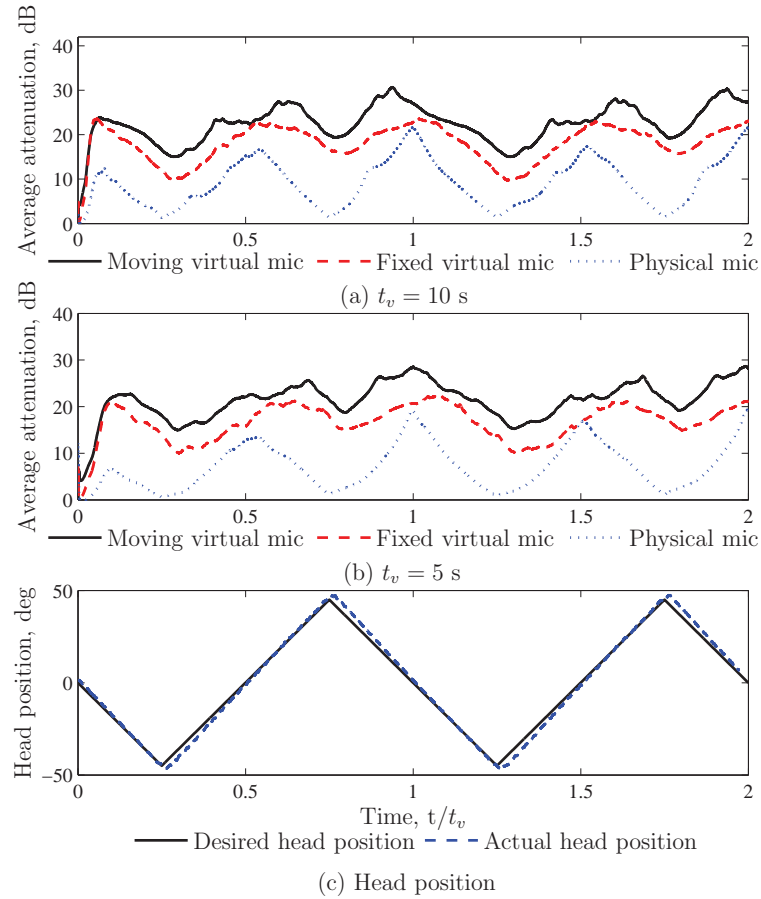 Average attenuation, dB
40
30
20
10
0
0
0.5
1
1.5
2
Moving virtual mic
Fixed virtual mic
Physical mic
(a) t_v = 10 s
Average attenuation, dB
40
30
20
10
0
0
0.5
1
1.5
2
Moving virtual mic
Fixed virtual mic
Physical mic
(b) t_v = 5 s
Head position, deg
50
0
−50
0
0.5
1
1.5
2
Time, t/t_v
Desired head position
Actual head position
(c) Head position